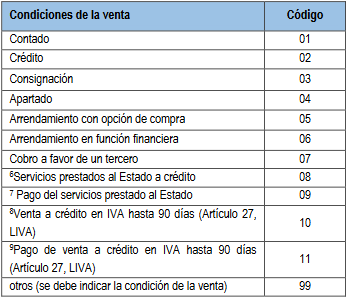 Condiciones de la venta Código
Contado 01
Crédito 02
Consignación 03
Apartado 04
Arrendamiento con opción de compra 05
Arrendamiento en función financiera 06
Cobro a favor de un tercero 07
⁶Servicios prestados al Estado a crédito 08
⁷ Pago del servicios prestado al Estado 09
⁸Venta a crédito en IVA hasta 90 días (Artículo 27,
LIVA) 10
⁹Pago de venta a crédito en IVA hasta 90 días
(Artículo 27, LIVA) 11
otros (se debe indicar la condición de la venta) 99